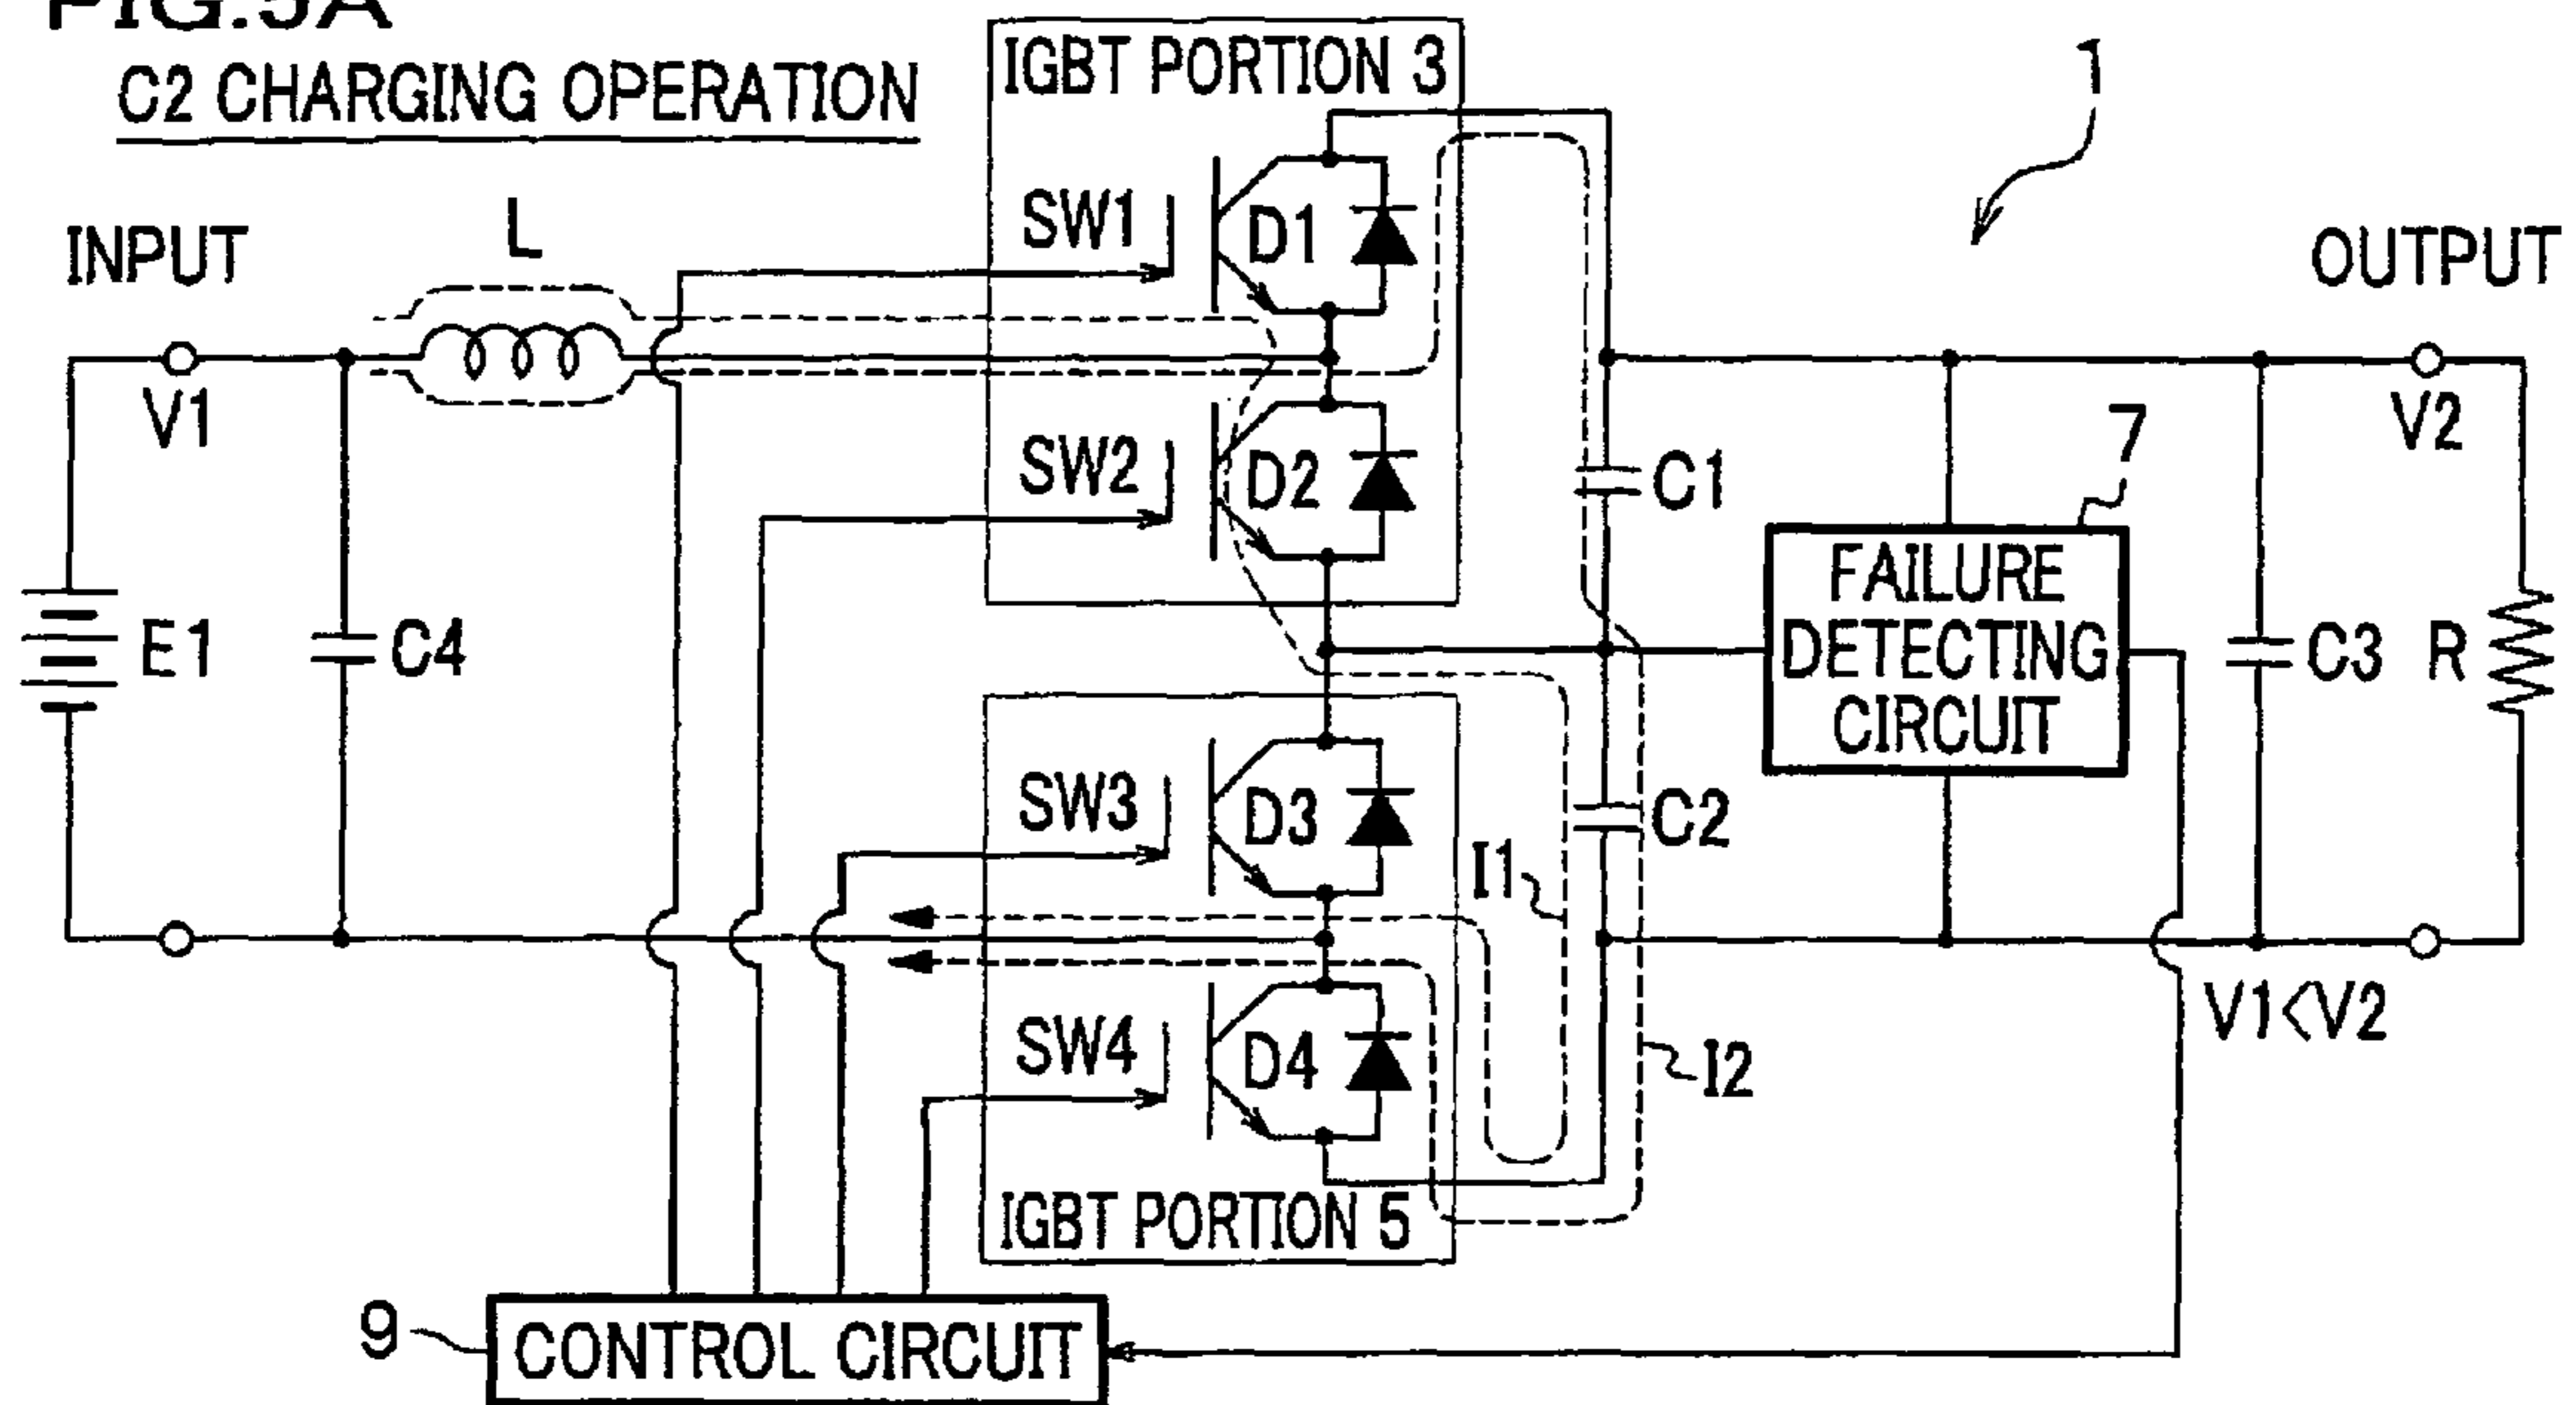 FIG.5A
C2 CHARGING OPERATION
IGBT PORTION 3
1
INPUT
L
SW1
D1
OUTPUT
V1
V2
SW2
D2
C1
7
E1
C4
FAILURE
DETECTING
CIRCUIT
C3
R
SW3
D3
C2
I1
SW4
D4
I2
V1<V2
IGBT PORTION 5
9
CONTROL CIRCUIT